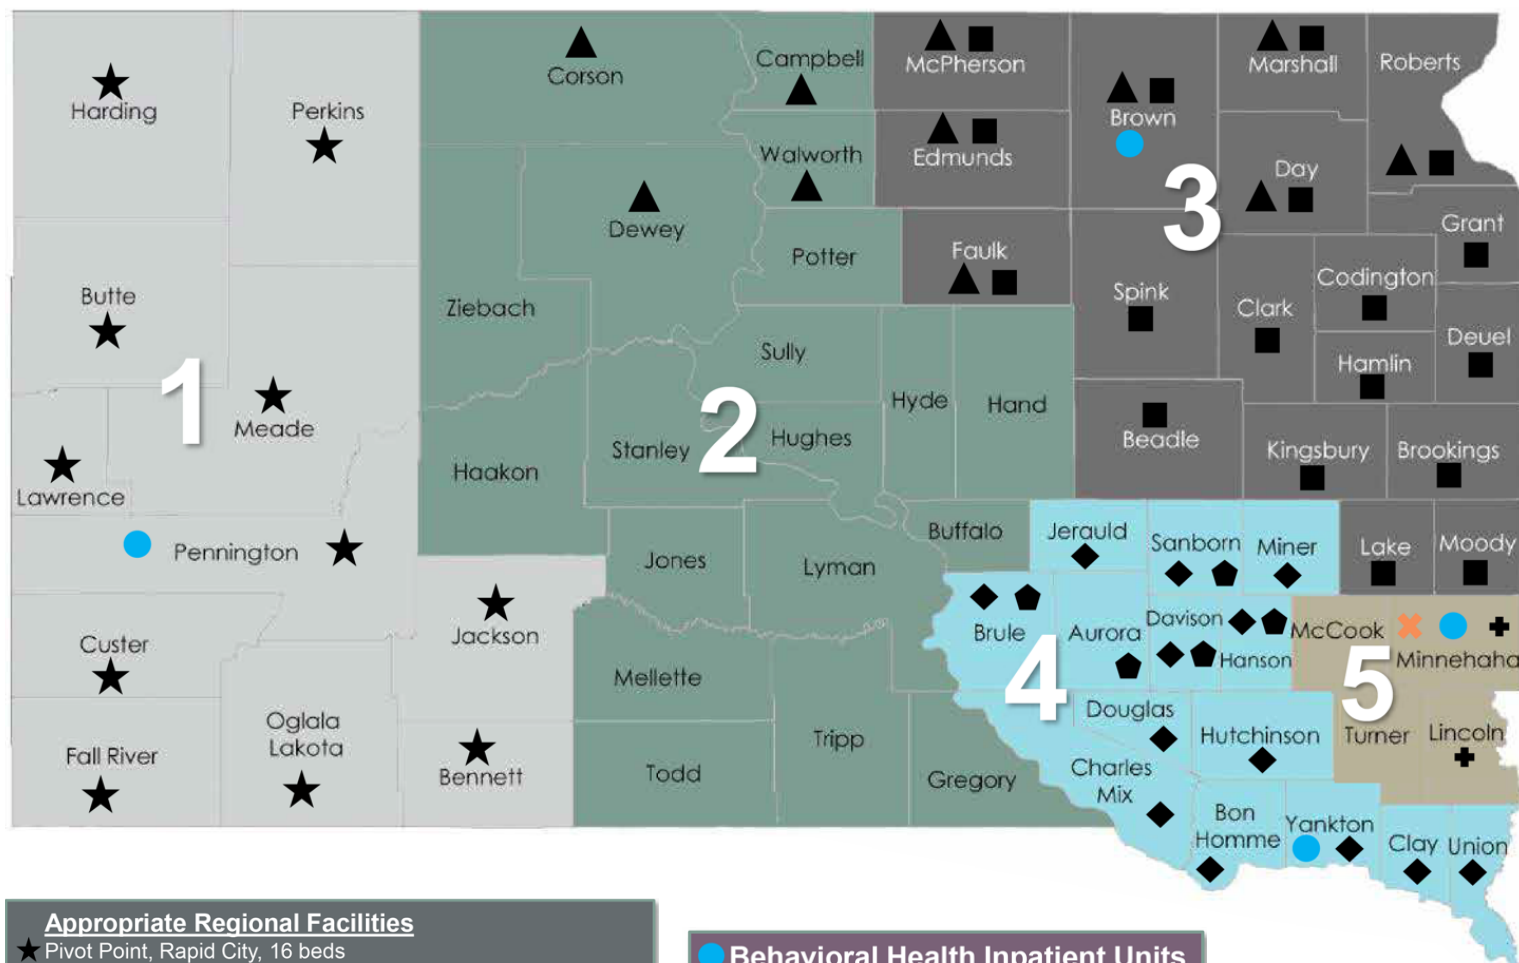 Corson
Campbell
McPherson
Marshall
Roberts
Harding
Perkins
Brown
Walworth
Edmunds
Day
3
Dewey
Grant
Potter
Faulk
Codington
Butte
Ziebach
Spink
Clark
Deuel
Sully
Hamlin
1
Hyde
Hand
Meade
2
Hughes
Beadle
Stanley
Kingsbury
Brookings
Haakon
Lawrence
Buffalo
Jerauld
Sanborn
Miner
Lake
Moody
Pennington
Jones
Lyman
Davison
Jackson
Brule
Aurora
McCook
Custer
Hanson
Minnehaha
4
5
Mellette
Douglas
Oglala
Lakota
Hutchinson
Turner
Lincoln
Fall River
Tripp
Charles
Mix
Bennett
Todd
Gregory
Bon
Homme
Yankton
Clay
Union
Appropriate Regional Facilities
Pivot Point, Rapid City, 16 beds
Behavioral Health Inpatient Units